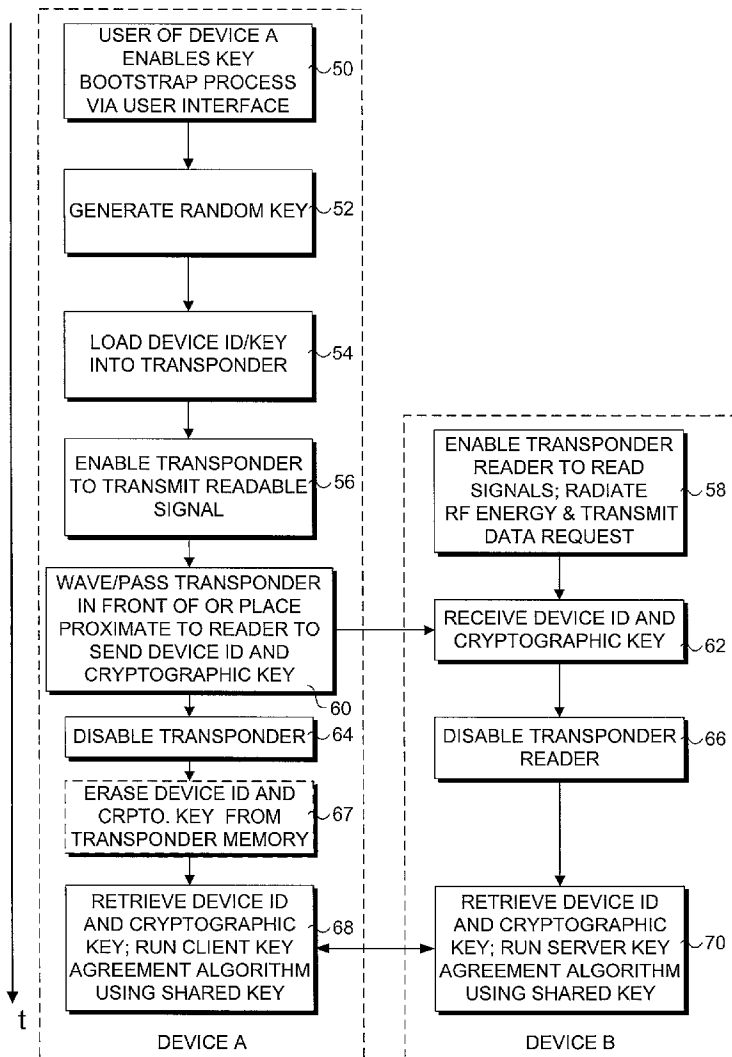 USER OF DEVICE A
ENABLES KEY
BOOTSTRAP PROCESS
VIA USER INTERFACE
50
GENERATE RANDOM KEY
52
LOAD DEVICE ID/KEY
INTO TRANSPONDER
54
ENABLE TRANSPONDER
TO TRANSMIT READABLE
SIGNAL
56
ENABLE TRANSPONDER
READER TO READ
SIGNALS; RADIATE
RF ENERGY & TRANSMIT
DATA REQUEST
58
WAVE/PASS TRANSPONDER
IN FRONT OF OR PLACE
PROXIMATE TO READER TO
SEND DEVICE ID AND
CRYPTOGRAPHIC KEY
60
RECEIVE DEVICE ID AND
CRYPTOGRAPHIC KEY
62
DISABLE TRANSPONDER
64
DISABLE TRANSPONDER
READER
66
ERASE DEVICE ID AND
CRPTO. KEY FROM
TRANSPONDER MEMORY
67
RETRIEVE DEVICE ID
AND CRYPTOGRAPHIC
KEY; RUN CLIENT KEY
AGREEMENT ALGORITHM
USING SHARED KEY
68
RETRIEVE DEVICE ID
AND CRYPTOGRAPHIC
KEY; RUN SERVER KEY
AGREEMENT ALGORITHM
USING SHARED KEY
70
t
DEVICE A
DEVICE B